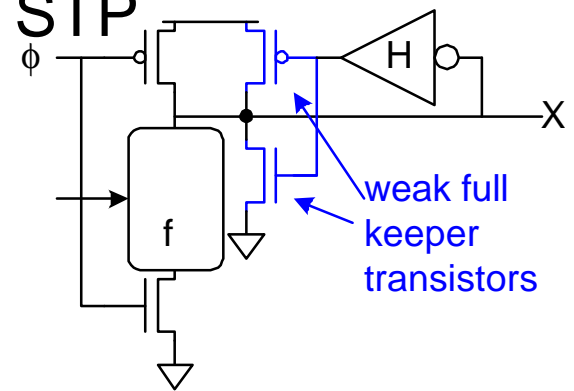 STP
ϕ
H
X
f
weak full
keeper
transistors